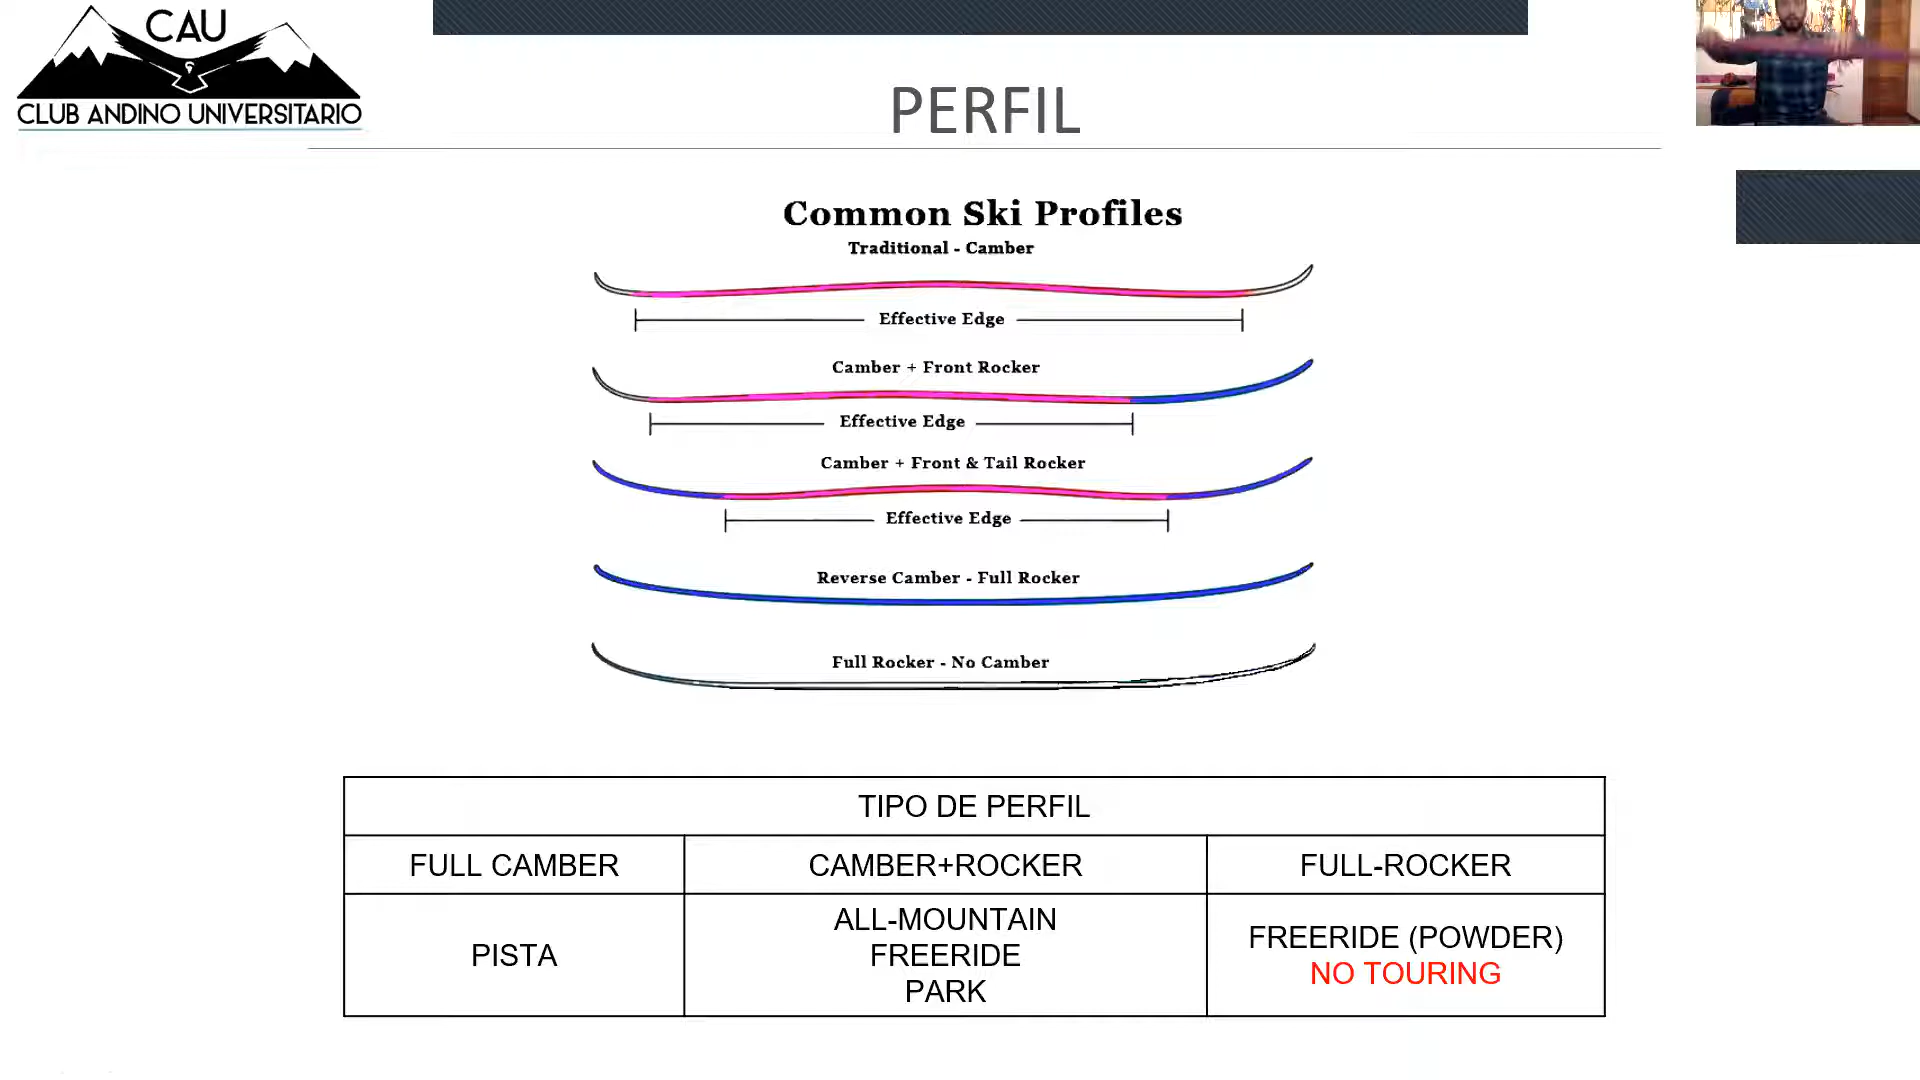 CAU
CLUB ANDINO UNIVERSITARIO
PERFIL
Common Ski Profiles
Traditional - Camber
Effective Edge
Camber + Front Rocker
Effective Edge
Camber + Front & Tail Rocker
Effective Edge
Reverse Camber - Full Rocker
Full Rocker - No Camber
TIPO DE PERFIL
FULL CAMBER CAMBER+ROCKER FULL-ROCKER
PISTA
ALL-MOUNTAIN
FREERIDE
PARK
FREERIDE (POWDER)
NO TOURING